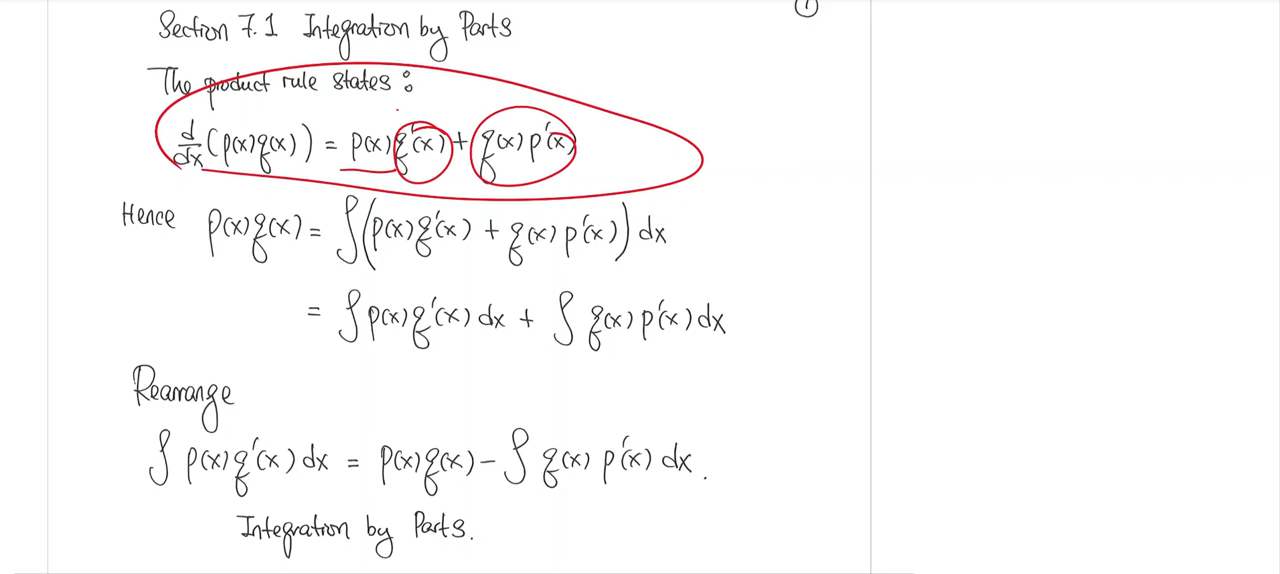 ①
Section 7.1 Integration by Parts
The product rule states:
d/dx (p(x)q(x)) = p(x)q'(x) + q(x)p'(x)
Hence p(x)q(x) = ∫(p(x)q'(x) + q(x)p'(x)) dx
= ∫p(x)q'(x) dx + ∫ q(x)p'(x) dx
Rearrange
∫ p(x)q'(x) dx = p(x)q(x) - ∫ q(x) p'(x) dx.
Integration by Parts.